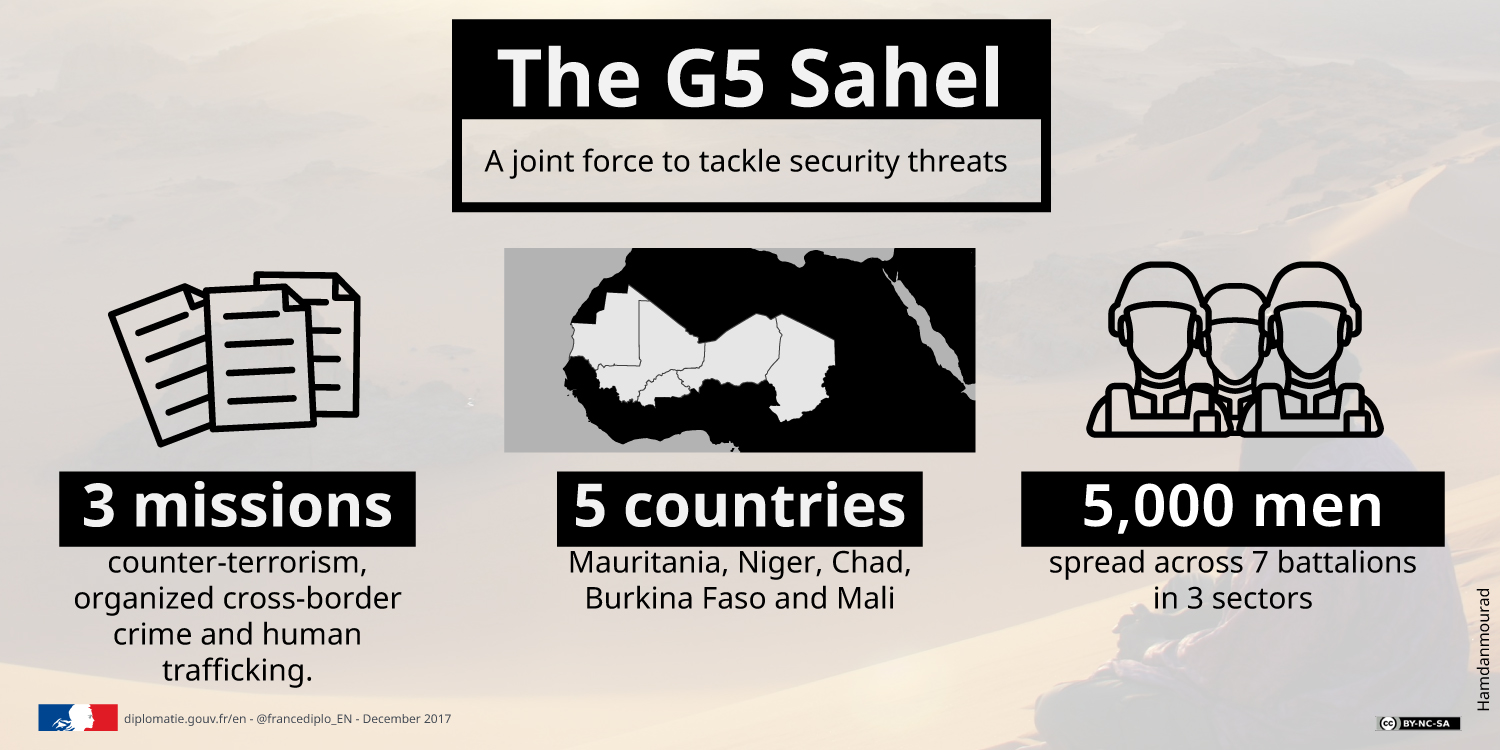 The G5 Sahel
A joint force to tackle security threats
3 missions
counter-terrorism,
organized cross-border
crime and human
trafficking.
5 countries
Mauritania, Niger, Chad,
Burkina Faso and Mali
5,000 men
spread across 7 battalions
in 3 sectors
Hamdanmourad
diplomatie.gouv.fr/en - @francediplo_EN - December 2017
cc BY-NC-SA